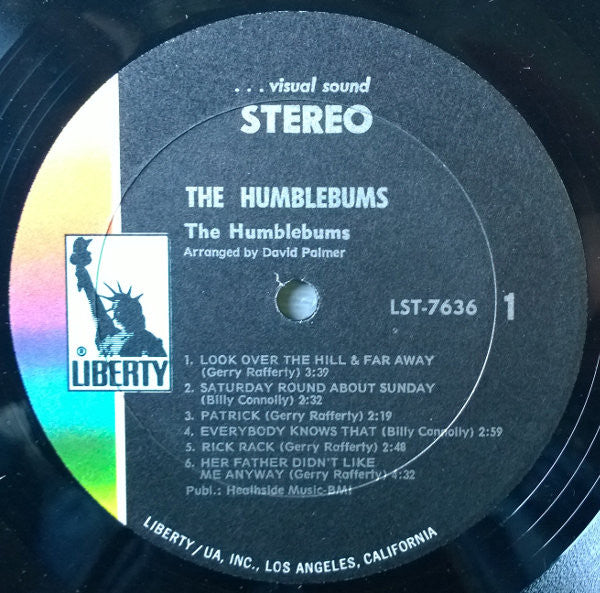 . . . visual sound
STEREO
THE HUMBLEBUMS
The Humblebums
Arranged by David Palmer
LST-7636 1
® LIBERTY
1. LOOK OVER THE HILL & FAR AWAY
(Gerry Rafferty) 3:39
2. SATURDAY ROUND ABOUT SUNDAY
(Billy Connolly) 2:32
3. PATRICK (Gerry Rafferty) 2:19
4. EVERYBODY KNOWS THAT (Billy Connolly) 2:59
5. RICK RACK (Gerry Rafferty) 2:48
6. HER FATHER DIDN'T LIKE
ME ANYWAY (Gerry Rafferty) 4:32
Publ.: Heathside Music-BMI
LIBERTY/UA, INC., LOS ANGELES, CALIFORNIA